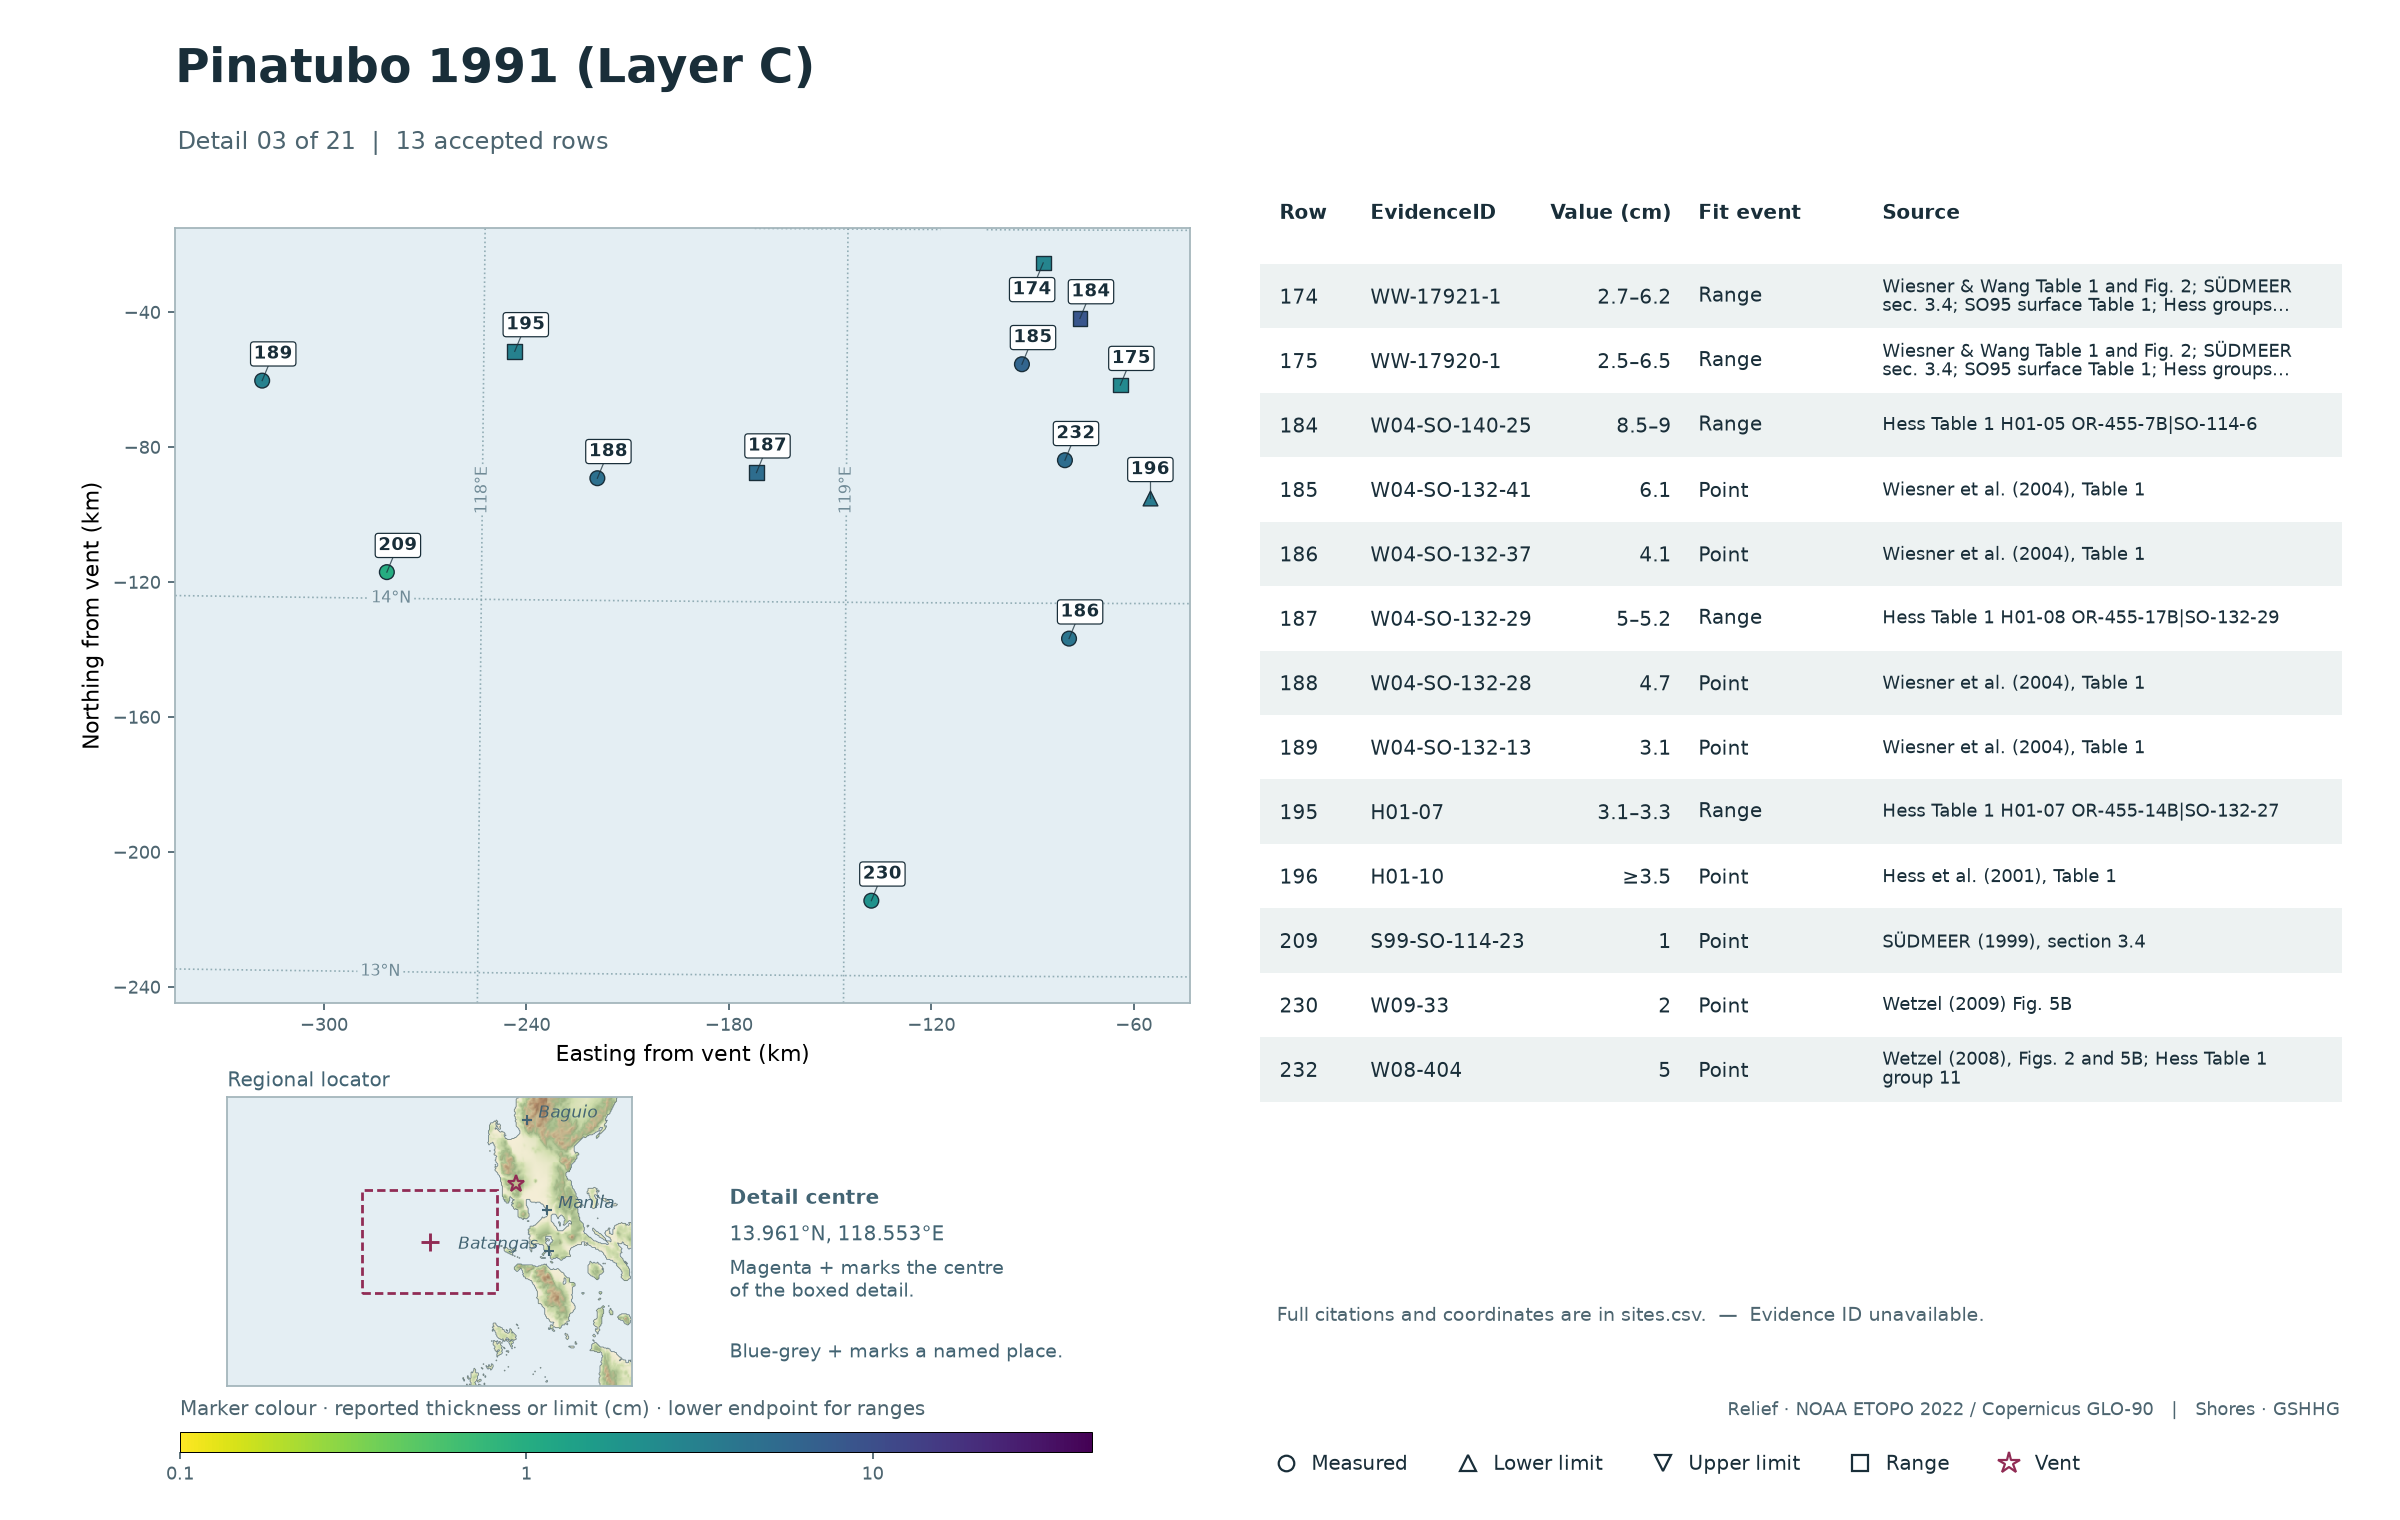 Pinatubo 1991 (Layer C)
Detail 03 of 21 | 13 accepted rows
Row EvidenceID Value (cm) Fit event Source
174 WW-17921-1 2.7–6.2 Range Wiesner & Wang Table 1 and Fig. 2; SÜDMEER
sec. 3.4; SO95 surface Table 1; Hess groups…
175 WW-17920-1 2.5–6.5 Range Wiesner & Wang Table 1 and Fig. 2; SÜDMEER
sec. 3.4; SO95 surface Table 1; Hess groups…
184 W04-SO-140-25 8.5–9 Range Hess Table 1 H01-05 OR-455-7B|SO-114-6
185 W04-SO-132-41 6.1 Point Wiesner et al. (2004), Table 1
186 W04-SO-132-37 4.1 Point Wiesner et al. (2004), Table 1
187 W04-SO-132-29 5–5.2 Range Hess Table 1 H01-08 OR-455-17B|SO-132-29
188 W04-SO-132-28 4.7 Point Wiesner et al. (2004), Table 1
189 W04-SO-132-13 3.1 Point Wiesner et al. (2004), Table 1
195 H01-07 3.1–3.3 Range Hess Table 1 H01-07 OR-455-14B|SO-132-27
196 H01-10 ≥3.5 Point Hess et al. (2001), Table 1
209 S99-SO-114-23 1 Point SÜDMEER (1999), section 3.4
230 W09-33 2 Point Wetzel (2009) Fig. 5B
232 W08-404 5 Point Wetzel (2008), Figs. 2 and 5B; Hess Table 1
group 11
Northing from vent (km)
−40
−80
−120
−160
−200
−240
174
184
195
185
189
175
232
188
187
196
118°E
119°E
209
14°N
186
230
13°N
−300 −240 −180 −120 −60
Easting from vent (km)
Regional locator
Baguio
Manila
Batangas
Detail centre
13.961°N, 118.553°E
Magenta + marks the centre
of the boxed detail.
Blue-grey + marks a named place.
Full citations and coordinates are in sites.csv. — Evidence ID unavailable.
Marker colour · reported thickness or limit (cm) · lower endpoint for ranges
0.1 1 10
Relief · NOAA ETOPO 2022 / Copernicus GLO-90 | Shores · GSHHG
Measured Lower limit Upper limit Range Vent